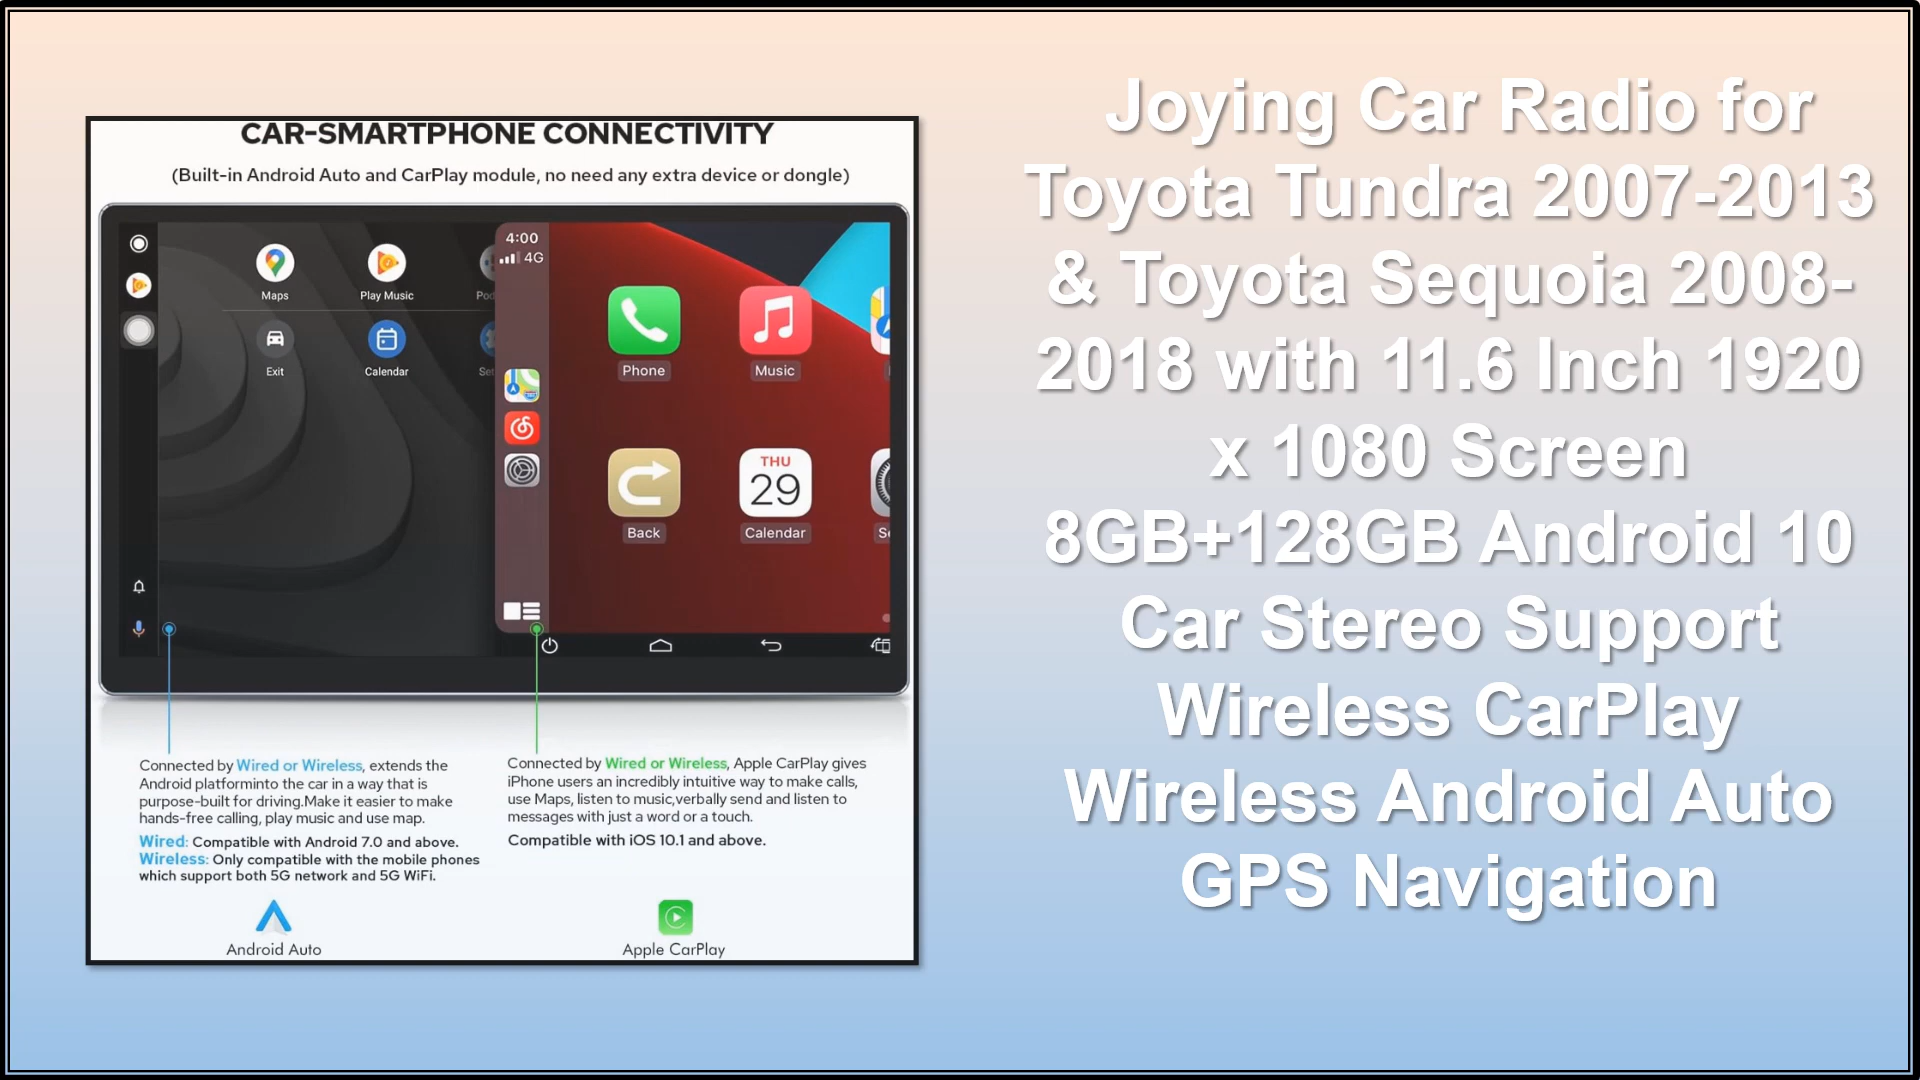 CAR-SMARTPHONE CONNECTIVITY
(Built-in Android Auto and CarPlay module, no need any extra device or dongle)
4:00
4G
Maps
Play Music
Phone
Music
Exit
Calendar
THU
29
Back
Calendar
Connected by Wired or Wireless, extends the
Android platforminto the car in a way that is
purpose-built for driving.Make it easier to make
hands-free calling, play music and use map.
Wired: Compatible with Android 7.0 and above.
Wireless: Only compatible with the mobile phones
which support both 5G network and 5G WiFi.
Android Auto
Connected by Wired or Wireless, Apple CarPlay gives
iPhone users an incredibly intuitive way to make calls,
use Maps, listen to music,verbally send and listen to
messages with just a word or a touch.
Compatible with iOS 10.1 and above.
Apple CarPlay
Joying Car Radio for
Toyota Tundra 2007-2013
& Toyota Sequoia 2008-
2018 with 11.6 Inch 1920
x 1080 Screen
8GB+128GB Android 10
Car Stereo Support
Wireless CarPlay
Wireless Android Auto
GPS Navigation